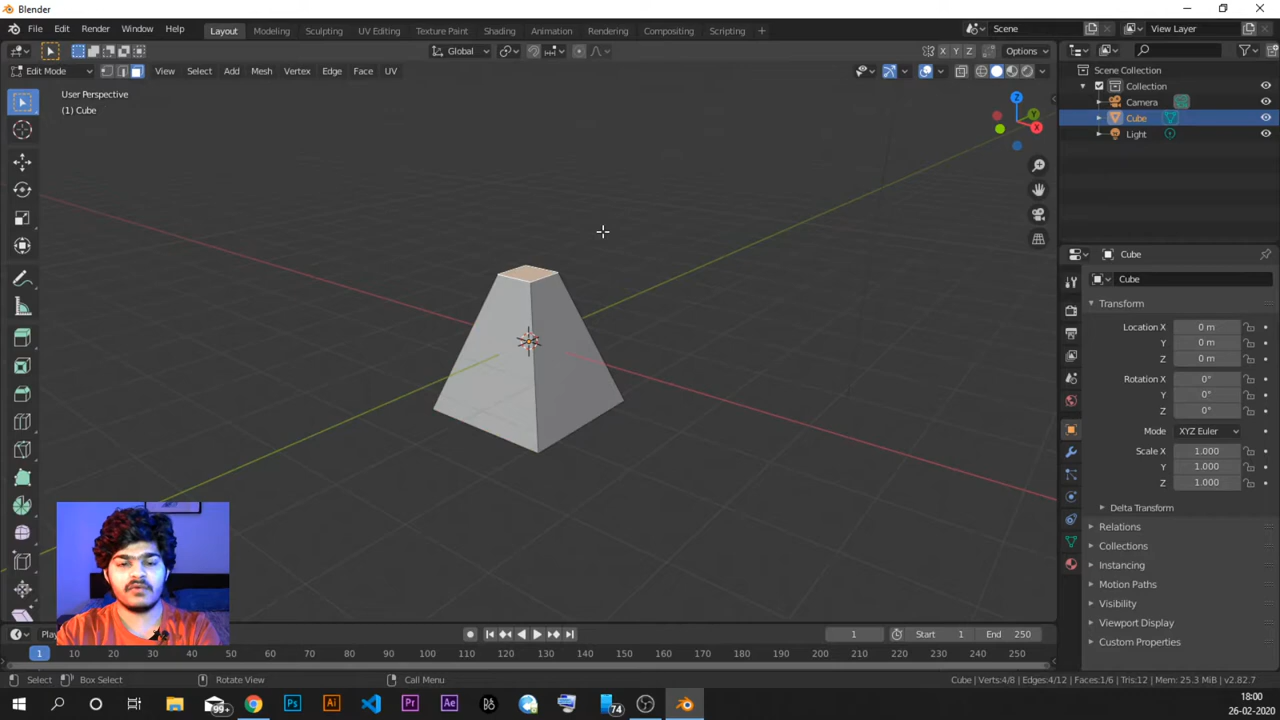 Blender
File Edit Render Window Help
Layout Modeling Sculpting UV Editing Texture Paint Shading Animation Rendering Compositing Scripting +
Scene
View Layer
Global
Options
Edit Mode
View Select Add Mesh Vertex Edge Face UV
X Y Z
User Perspective
(1) Cube
Z
Y
X
Scene Collection
Collection
Camera
Cube
Light
Cube
Cube
Transform
Location X 0 m
Y 0 m
Z 0 m
Rotation X 0°
Y 0°
Z 0°
Mode XYZ Euler
Scale X 1.000
Y 1.000
Z 1.000
Delta Transform
Relations
Collections
Instancing
Motion Paths
Visibility
Viewport Display
Custom Properties
Play
1
Start 1 End 250
1 10 20 30 40 50 60 70 80 90 100 110 120 130 140 150 160 170 180 190 200 210 220 230 240 250
Select Box Select Rotate View Call Menu
Cube | Verts:4/8 | Edges:4/12 | Faces:1/6 | Tris:12 | Mem: 25.3 MiB | v2.82.7
99+
Ps
Ai
Pr
Ae
74
18:00
26-02-2020